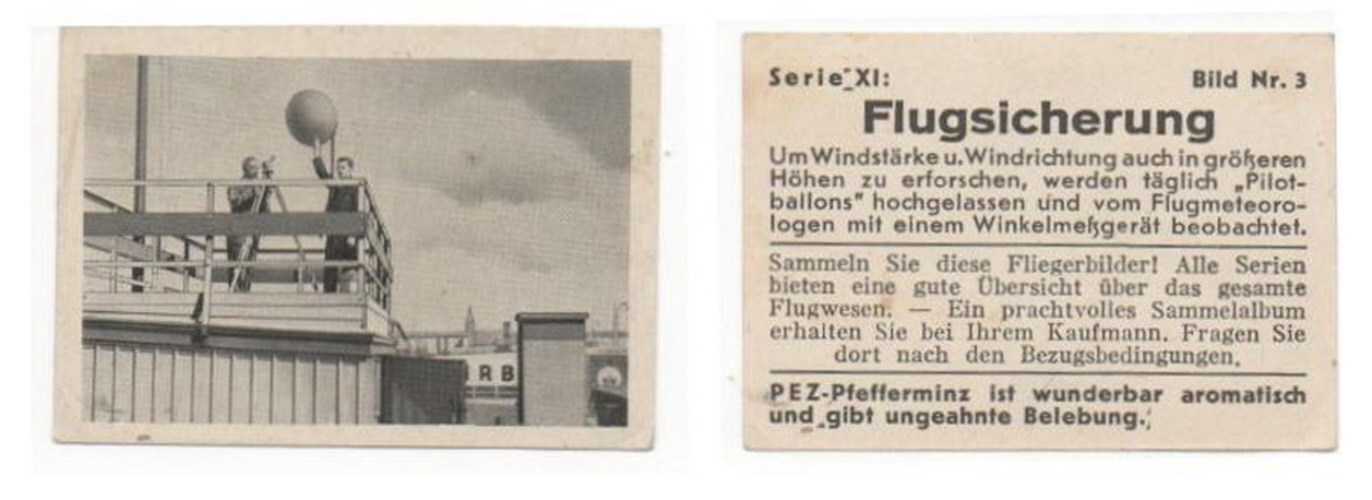 IRB
Serie XI:
Bild Nr. 3
Flugsicherung
Um Windstärke u. Windrichtung auch in größeren
Höhen zu erforschen, werden täglich „Pilot-
ballons" hochgelassen und vom Flugmeteoro-
logen mit einem Winkelmeßgerät beobachtet.
Sammeln Sie diese Fliegerbilder! Alle Serien
bieten eine gute Übersicht über das gesamte
Flugwesen. — Ein prachtvolles Sammelalbum
erhalten Sie bei Ihrem Kaufmann. Fragen Sie
dort nach den Bezugsbedingungen.
PEZ-Pfefferminz ist wunderbar aromatisch
und gibt ungeahnte Belebung.